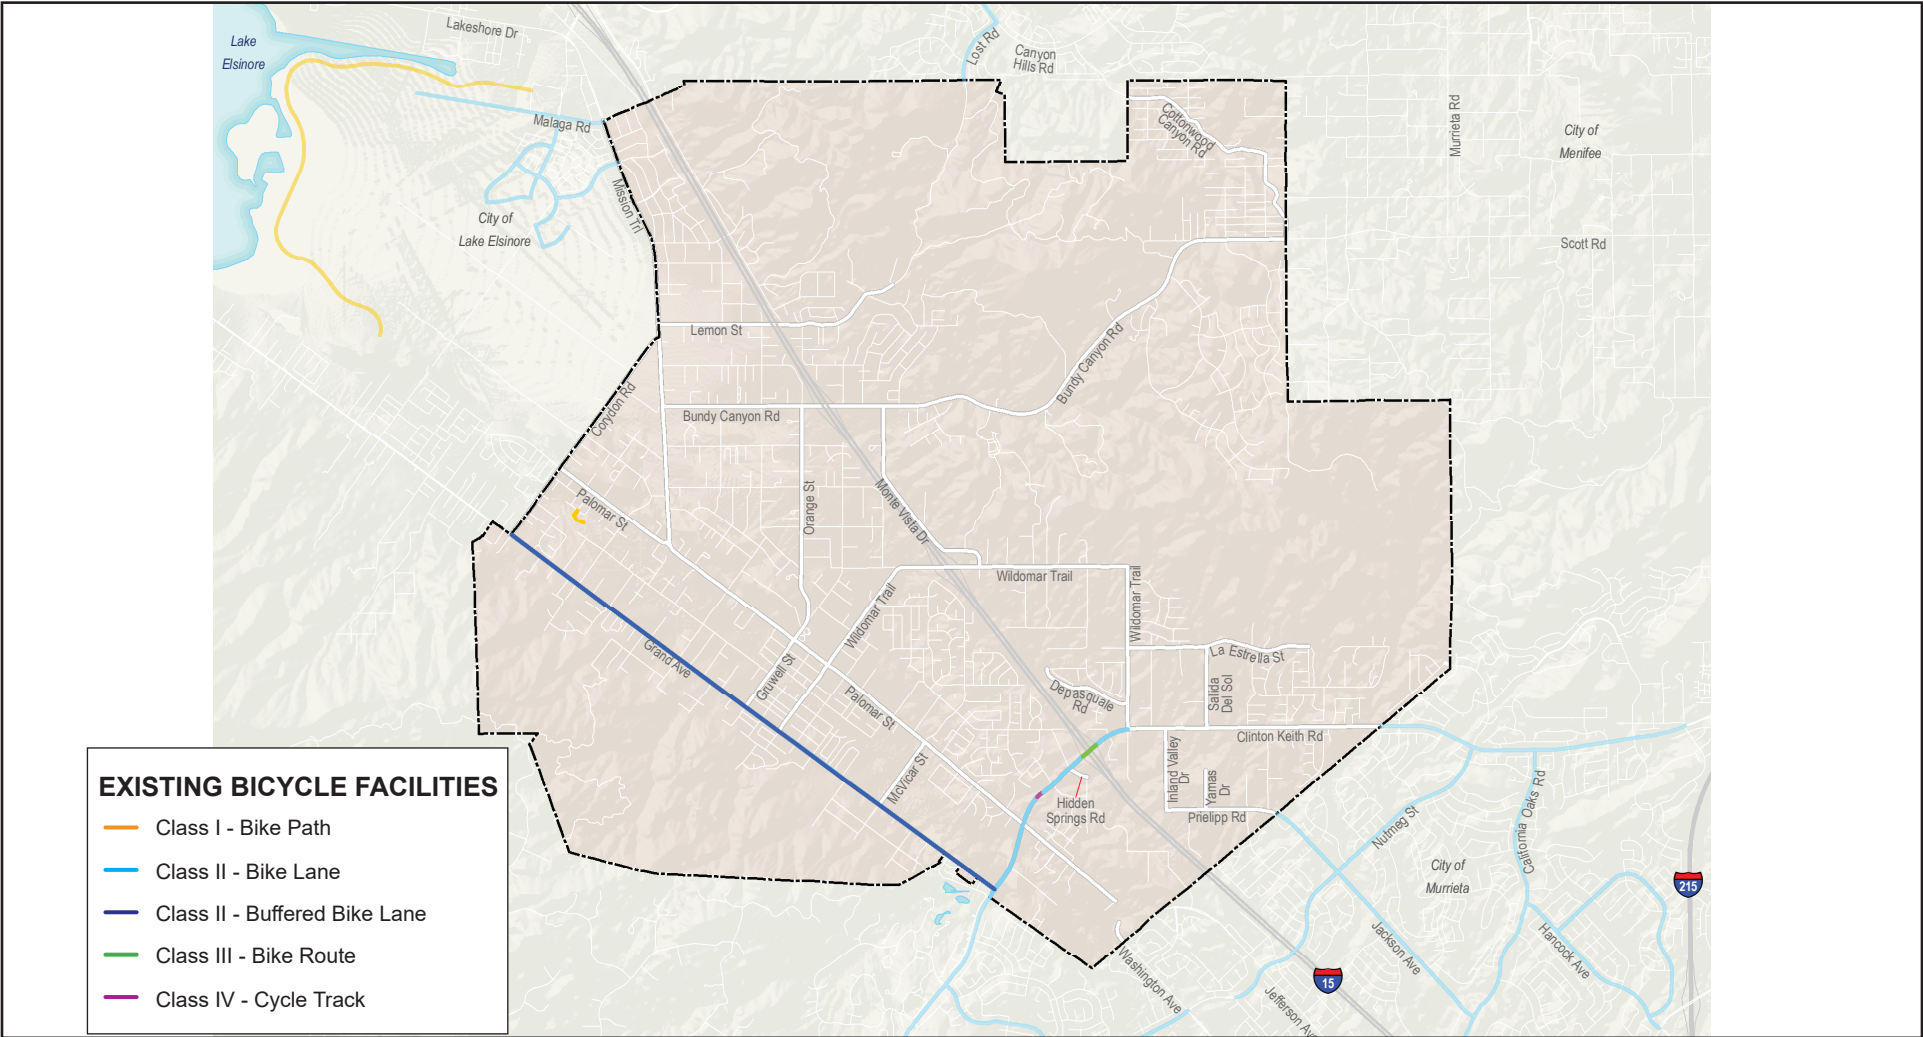 Lakeshore Dr
Lake
Elsinore
Lost Rd
Canyon
Hills Rd
Malaga Rd
Cottonwood
Canyon Rd
Murrieta Rd
City of
Menifee
Mission Trl
City of
Lake Elsinore
Scott Rd
Lemon St
Bundy Canyon Rd
Corydon Rd
Bundy Canyon Rd
Palomar St
Orange St
Monte Vista Dr
Wildomar Trail
Wildomar Trail
Wildomar Trail
Grand Ave
Gruwell St
La Estrella St
Depasquale
Rd
Salida
Del Sol
Palomar St
Clinton Keith Rd
McVicar St
Inland Valley
Dr
Yamas
Dr
Hidden
Springs Rd
Prielipp Rd
Nutmeg St
California Oaks Rd
City of
Murrieta
215
Washington Ave
Jackson Ave
Hancock Ave
15
Jefferson Ave
EXISTING BICYCLE FACILITIES
Class I - Bike Path
Class II - Bike Lane
Class II - Buffered Bike Lane
Class III - Bike Route
Class IV - Cycle Track